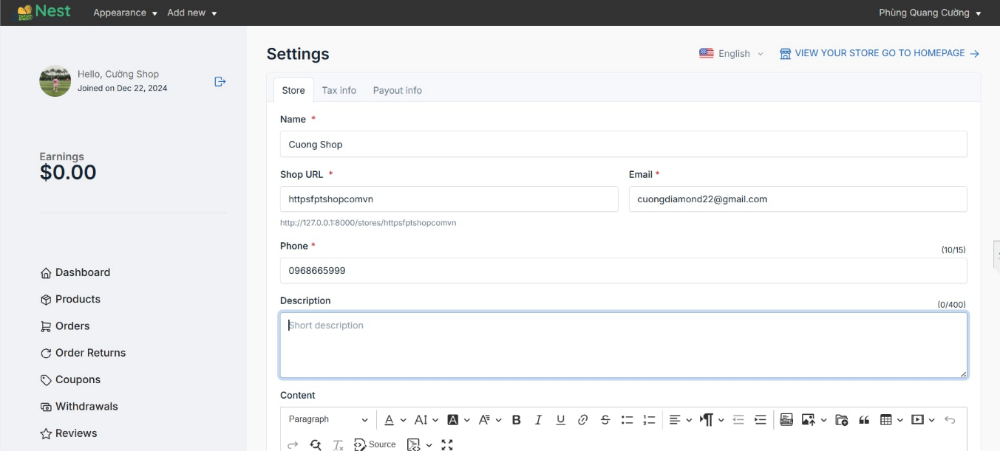 Nest Appearance Add new Phùng Quang Cường
Settings English VIEW YOUR STORE GO TO HOMEPAGE
Hello, Cường Shop
Joined on Dec 22, 2024
Store Tax info Payout info
Name *
Cuong Shop
Earnings
$0.00
Shop URL * Email *
httpsfptshopcomvn cuongdiamond22@gmail.com
http://127.0.0.1:8000/stores/httpsfptshopcomvn
Phone * (10/15)
0968665999
Dashboard
Products
Orders
Order Returns
Coupons
Withdrawals
Reviews
Description (0/400)
Short description
Content
Paragraph
Source